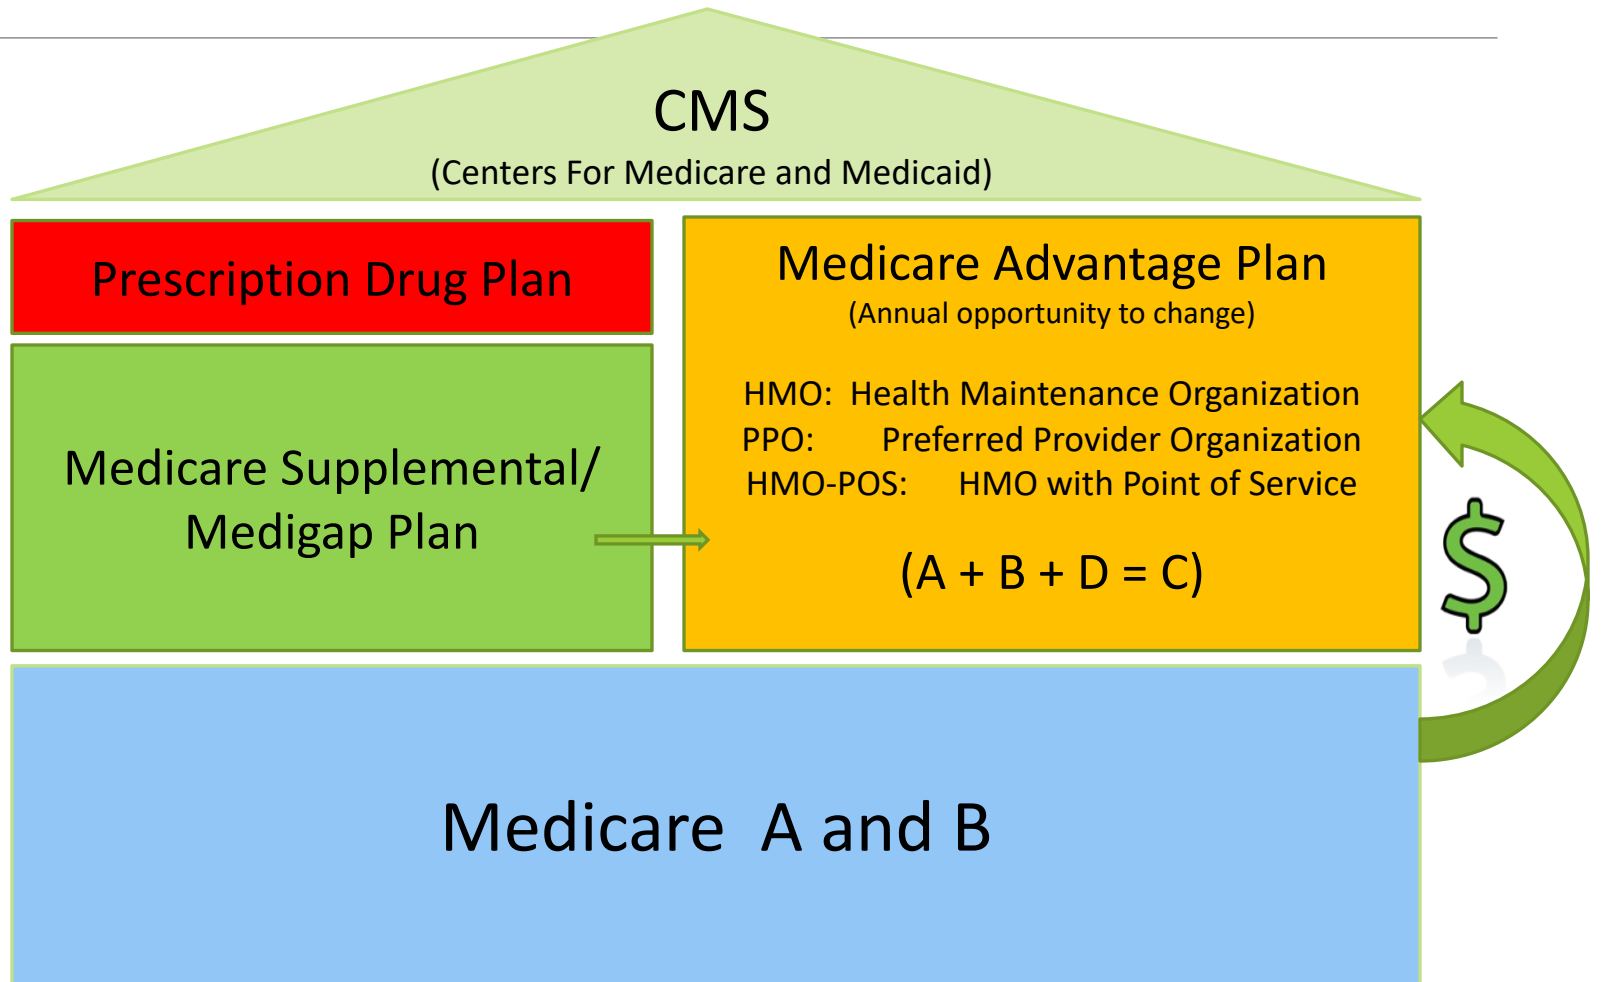 CMS
(Centers For Medicare and Medicaid)
Prescription Drug Plan
Medicare Supplemental/
Medigap Plan
Medicare Advantage Plan
(Annual opportunity to change)
HMO: Health Maintenance Organization
PPO: Preferred Provider Organization
HMO-POS: HMO with Point of Service
(A + B + D = C)
$
Medicare A and B